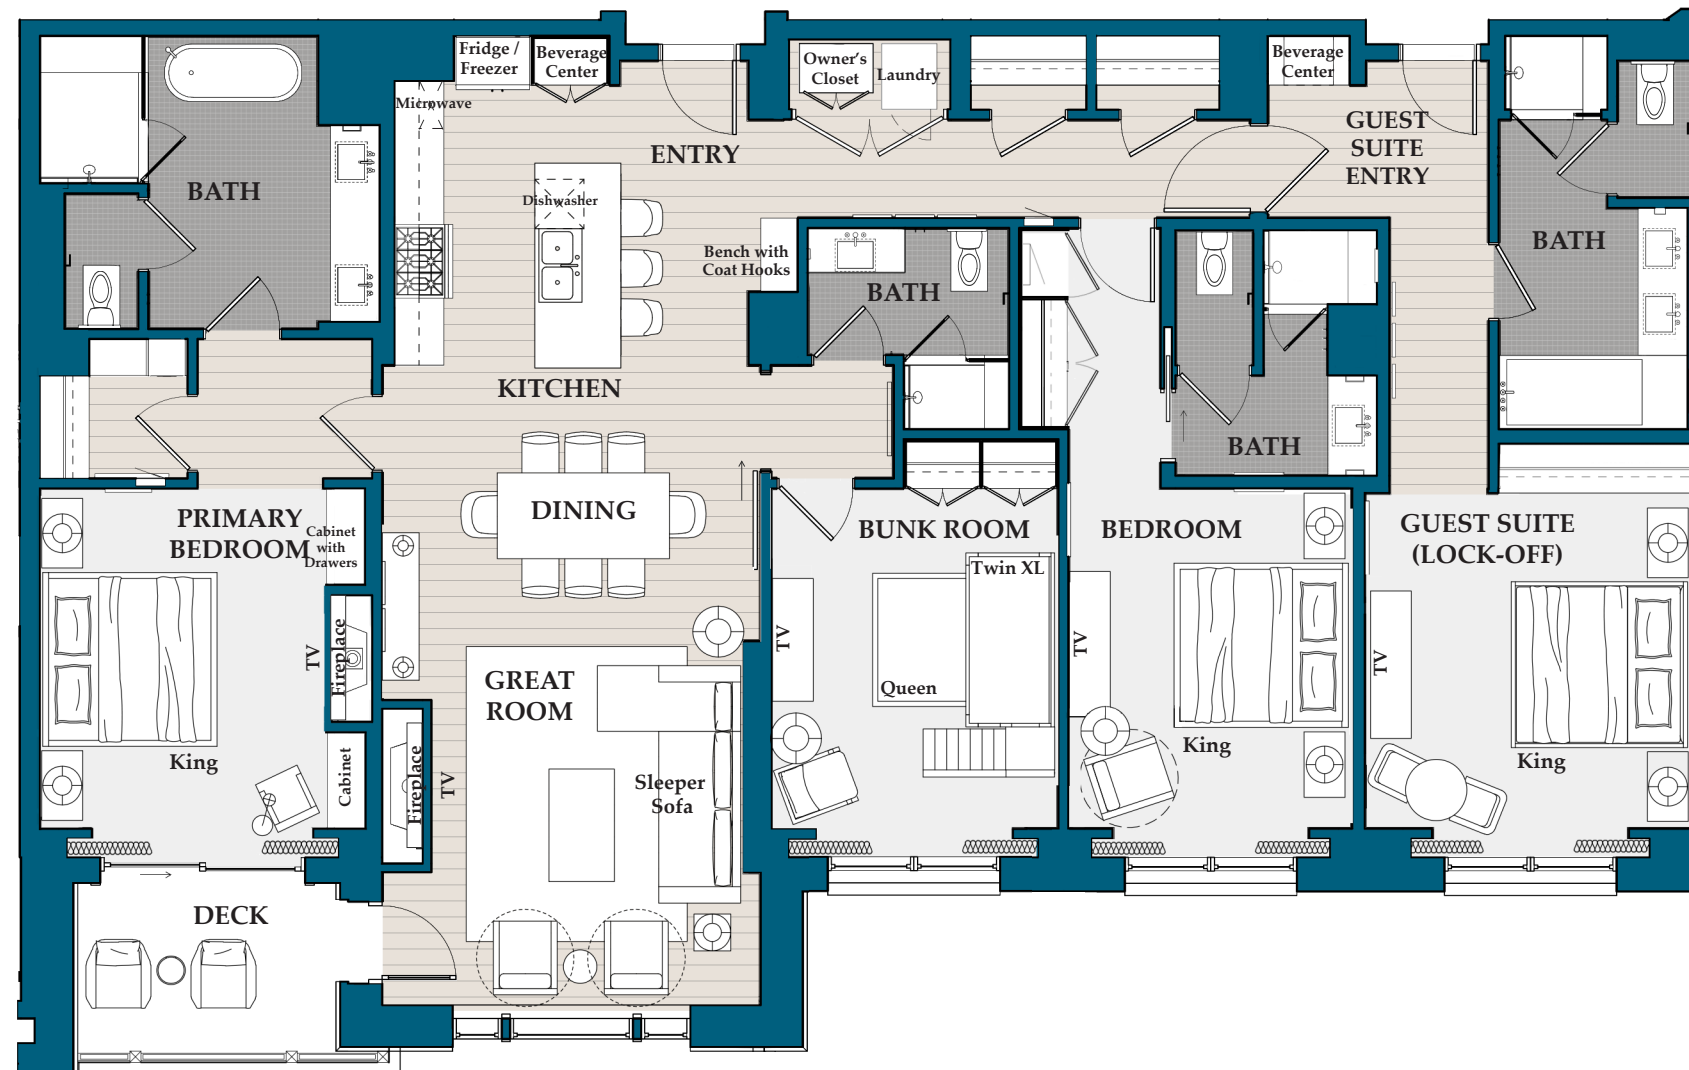 Fridge /
Freezer
Beverage
Center
Owner's
Closet
Laundry
Beverage
Center
Microwave
ENTRY
GUEST
SUITE
ENTRY
BATH
Dishwasher
Bench with
Coat Hooks
BATH
BATH
KITCHEN
BATH
DINING
PRIMARY
BEDROOM
Cabinet
with
Drawers
BUNK ROOM
BEDROOM
GUEST SUITE
(LOCK-OFF)
Twin XL
TV
Fireplace
TV
TV
TV
GREAT
ROOM
Queen
King
Cabinet
Fireplace
TV
Sleeper
Sofa
King
King
DECK